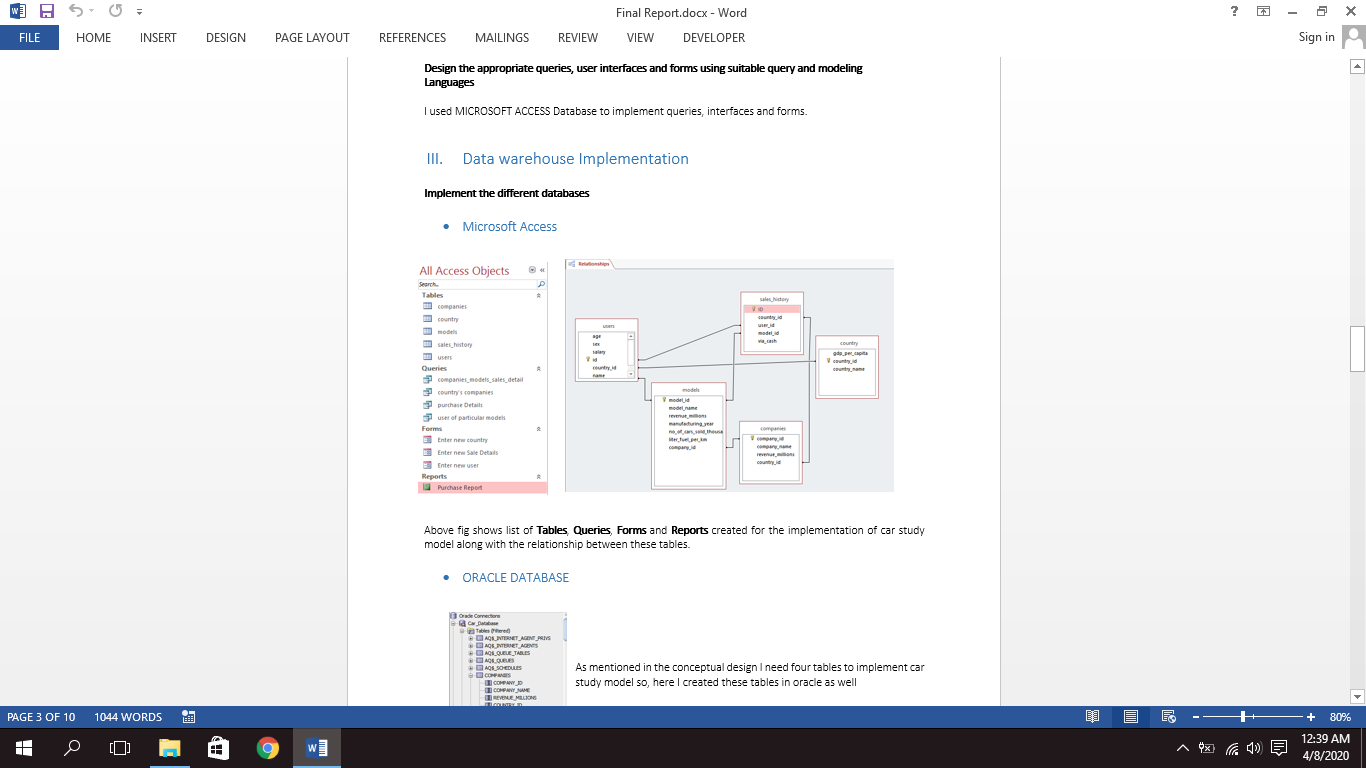 Final Report.docx - Word
FILE HOME INSERT DESIGN PAGE LAYOUT REFERENCES MAILINGS REVIEW VIEW DEVELOPER Sign in
Design the appropriate queries, user interfaces and forms using suitable query and modeling
Languages
I used MICROSOFT ACCESS Database to implement queries, interfaces and forms.
III. Data warehouse Implementation
Implement the different databases
• Microsoft Access
All Access Objects
Search..
Tables
companies
country
models
sales_history
users
Queries
companies_models_sales_detail
country's companies
purchase Details
user of particular models
Forms
Enter new country
Enter new Sale Details
Enter new user
Reports
Purchase Report
Relationships
users
age
sex
salary
id
country_id
name
sales_history
ID
country_id
user_id
model_id
via_cash
country
gdp_per_capita
country_id
country_name
models
model_id
model_name
revenue_millions
manufacturing_year
no_of_cars_sold_thousa
liter_fuel_per_km
company_id
companies
company_id
company_name
revenue_millions
country_id
Above fig shows list of Tables, Queries, Forms and Reports created for the implementation of car study
model along with the relationship between these tables.
• ORACLE DATABASE
Oracle Connections
Car_Database
Tables (Filtered)
AQ$_INTERNET_AGENT_PRIVS
AQ$_INTERNET_AGENTS
AQ$_QUEUE_TABLES
AQ$_QUEUES
AQ$_SCHEDULES
COMPANIES
COMPANY_ID
COMPANY_NAME
REVENUE_MILLIONS
COUNTRY_ID
As mentioned in the conceptual design I need four tables to implement car
study model so, here I created these tables in oracle as well
PAGE 3 OF 10 1044 WORDS 80%
12:39 AM
4/8/2020